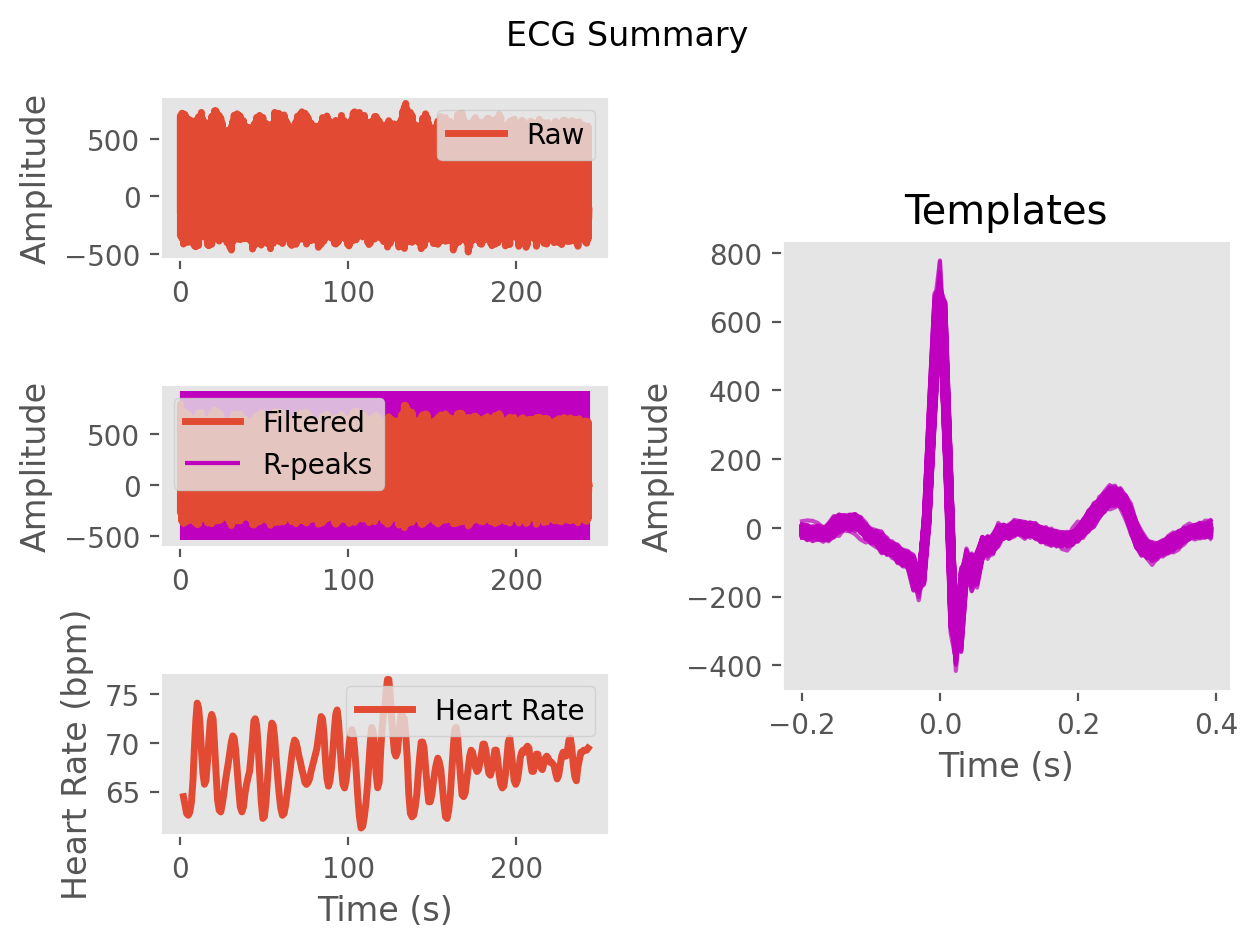 ECG Summary
Amplitude
500
0
−500
Raw
0
100
200
Amplitude
500
0
−500
Filtered
R-peaks
0
100
200
Heart Rate (bpm)
75
70
65
Heart Rate
0
100
200
Time (s)
Templates
Amplitude
800
600
400
200
0
−200
−400
−0.2
0.0
0.2
0.4
Time (s)